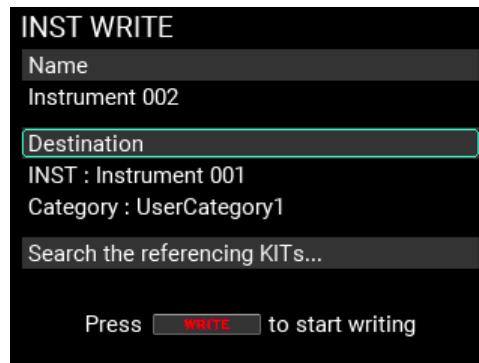 INST WRITE
Name
Instrument 002
Destination
INST : Instrument 001
Category : UserCategory1
Search the referencing KITs...
Press WRITE to start writing